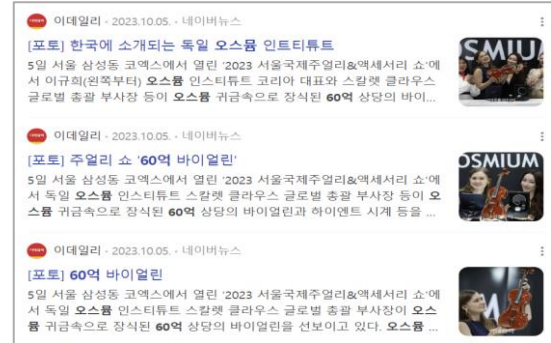 이데일리 · 2023.10.05. · 네이버뉴스
[포토] 한국에 소개되는 독일 오스뮴 인트티튜트
5일 서울 삼성동 코엑스에서 열린 '2023 서울국제주얼리&액세서리 쇼'에
서 이규희(왼쪽부터) 오스뮴 인스티튜트 코리아 대표와 스칼렛 클라우스
글로벌 총괄 부사장 등이 오스뮴 귀금속으로 장식된 60억 상당의 바이...
OSMIU
이데일리 · 2023.10.05. · 네이버뉴스
[포토] 주얼리 쇼 '60억 바이얼린'
5일 서울 삼성동 코엑스에서 열린 '2023 서울국제주얼리&액세서리 쇼'에
서 독일 오스뮴 인스티튜트 스칼렛 클라우스 글로벌 총괄 부사장 등이 오
스뮴 귀금속으로 장식된 60억 상당의 바이얼린과 하이엔트 시계 등을 ...
OSMIUM
이데일리 · 2023.10.05. · 네이버뉴스
[포토] 60억 바이얼린
5일 서울 삼성동 코엑스에서 열린 '2023 서울국제주얼리&액세서리 쇼'에
서 독일 오스뮴 인스티튜트 스칼렛 클라우스 글로벌 총괄 부사장이 오스
뮴 귀금속으로 장식된 60억 상당의 바이얼린을 선보이고 있다. 오스뮴 ...